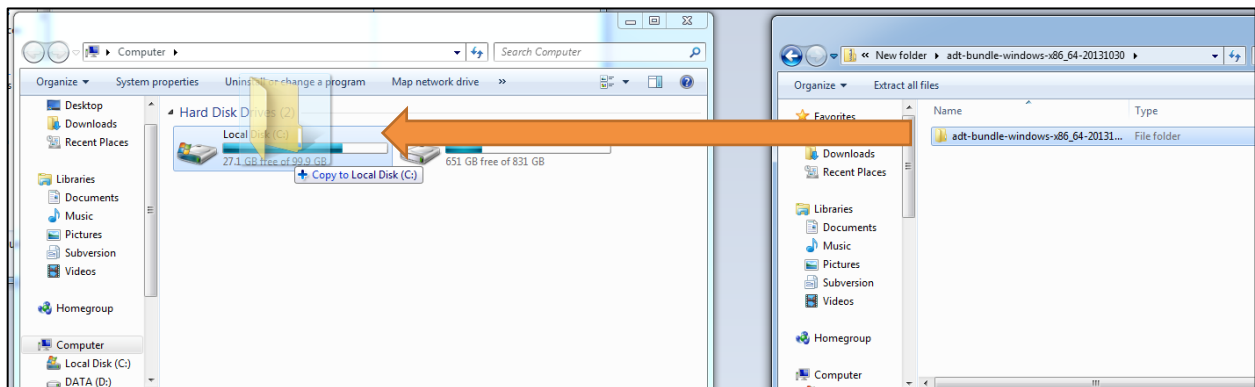 Computer
Search Computer
Organize
System properties
Uninstall or change a program
Map network drive
»
Desktop
Downloads
Recent Places
Libraries
Documents
Music
Pictures
Subversion
Videos
Homegroup
Computer
Local Disk (C:)
DATA (D:)
Hard Disk Drives (2)
Local Disk (C:)
27.1 GB free of 99.9 GB
651 GB free of 831 GB
Copy to Local Disk (C:)
« New folder adt-bundle-windows-x86_64-20131030
Organize
Extract all files
Favorites
Downloads
Recent Places
Libraries
Documents
Music
Pictures
Subversion
Videos
Homegroup
Computer
Name Type
adt-bundle-windows-x86_64-20131... File folder